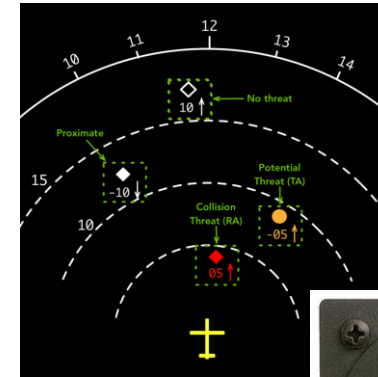 12
11
13
10
14
10 ↑
No threat
Proximate
15
-10 ↓
Potential
Threat (TA)
10
Collision
Threat (RA)
-05 ↑
05 ↑